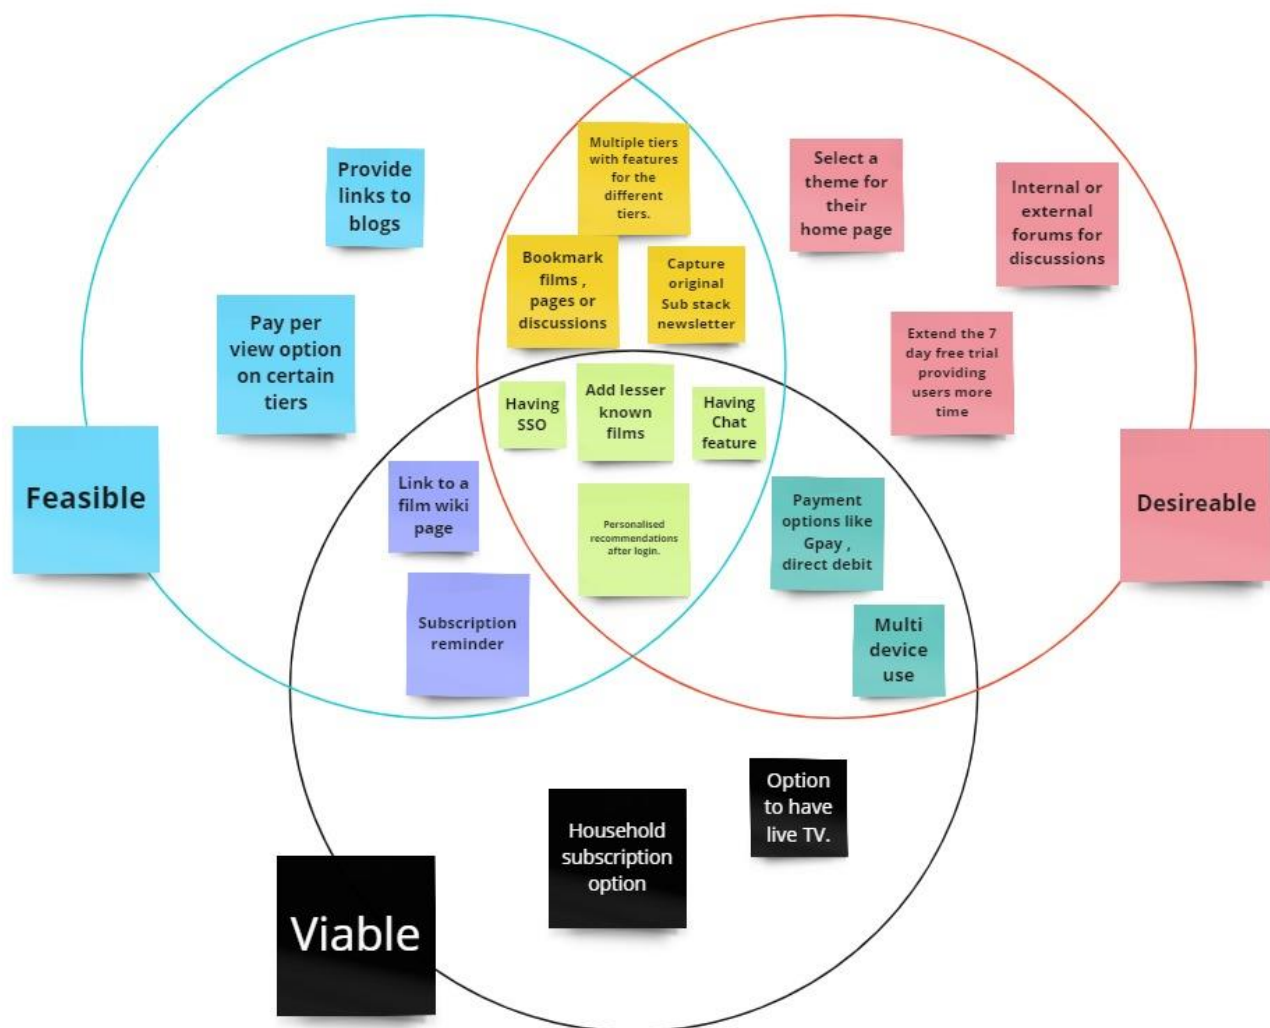 Provide
links to
blogs
Pay per
view option
on certain
tiers
Feasible
Multiple tiers
with features
for the
different
tiers.
Bookmark
films ,
pages or
discussions
Capture
original
Sub stack
newsletter
Select a
theme for
their
home page
Internal or
external
forums for
discussions
Extend the 7
day free trial
providing
users more
time
Desireable
Having
SSO
Add lesser
known
films
Having
Chat
feature
Personalised
recommendations
after login.
Link to a
film wiki
page
Subscription
reminder
Payment
options like
Gpay ,
direct debit
Multi
device
use
Option
to have
live TV.
Household
subscription
option
Viable